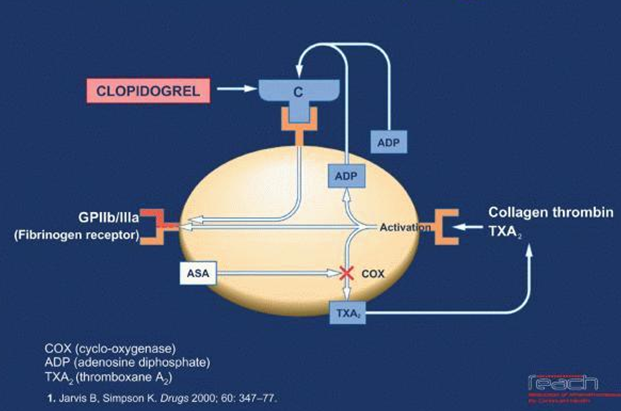 CLOPIDOGREL
C
ADP
ADP
GPIIb/IIIa
(Fibrinogen receptor)
Activation
Collagen thrombin
TXA₂
ASA
COX
TXA₂
COX (cyclo-oxygenase)
ADP (adenosine diphosphate)
TXA₂ (thromboxane A₂)
1. Jarvis B, Simpson K. Drugs 2000; 60: 347–77.
reach